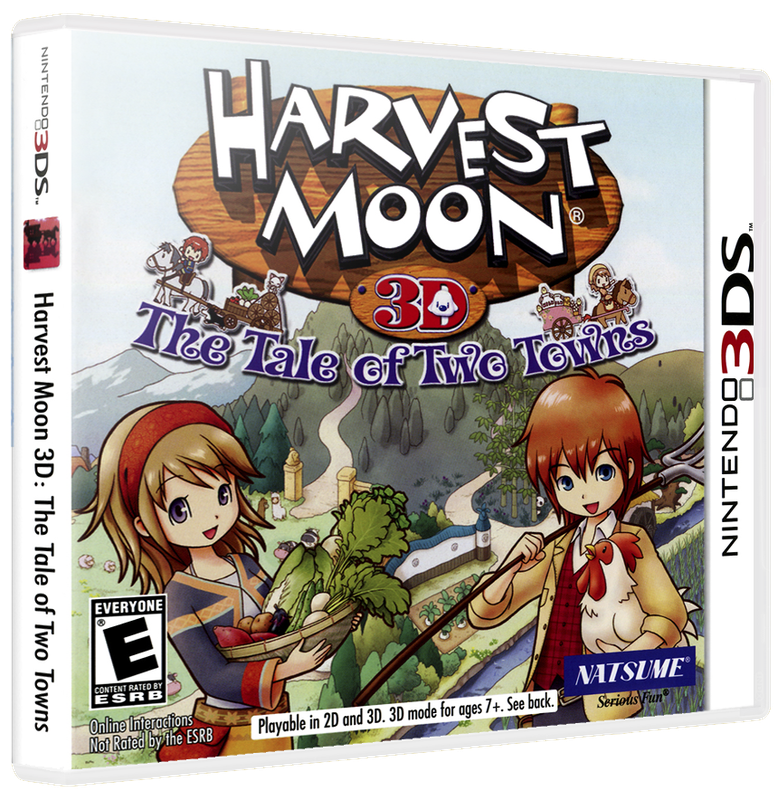 NINTENDO 3DS™
Harvest Moon 3D: The Tale of Two Towns
HARVEST
MOON®
3D
The Tale of Two Towns
NINTENDO 3DS™
EVERYONE
E®
CONTENT RATED BY
ESRB
Online Interactions
Not Rated by the ESRB
Playable in 2D and 3D. 3D mode for ages 7+. See back.
NATSUME®
Serious Fun®